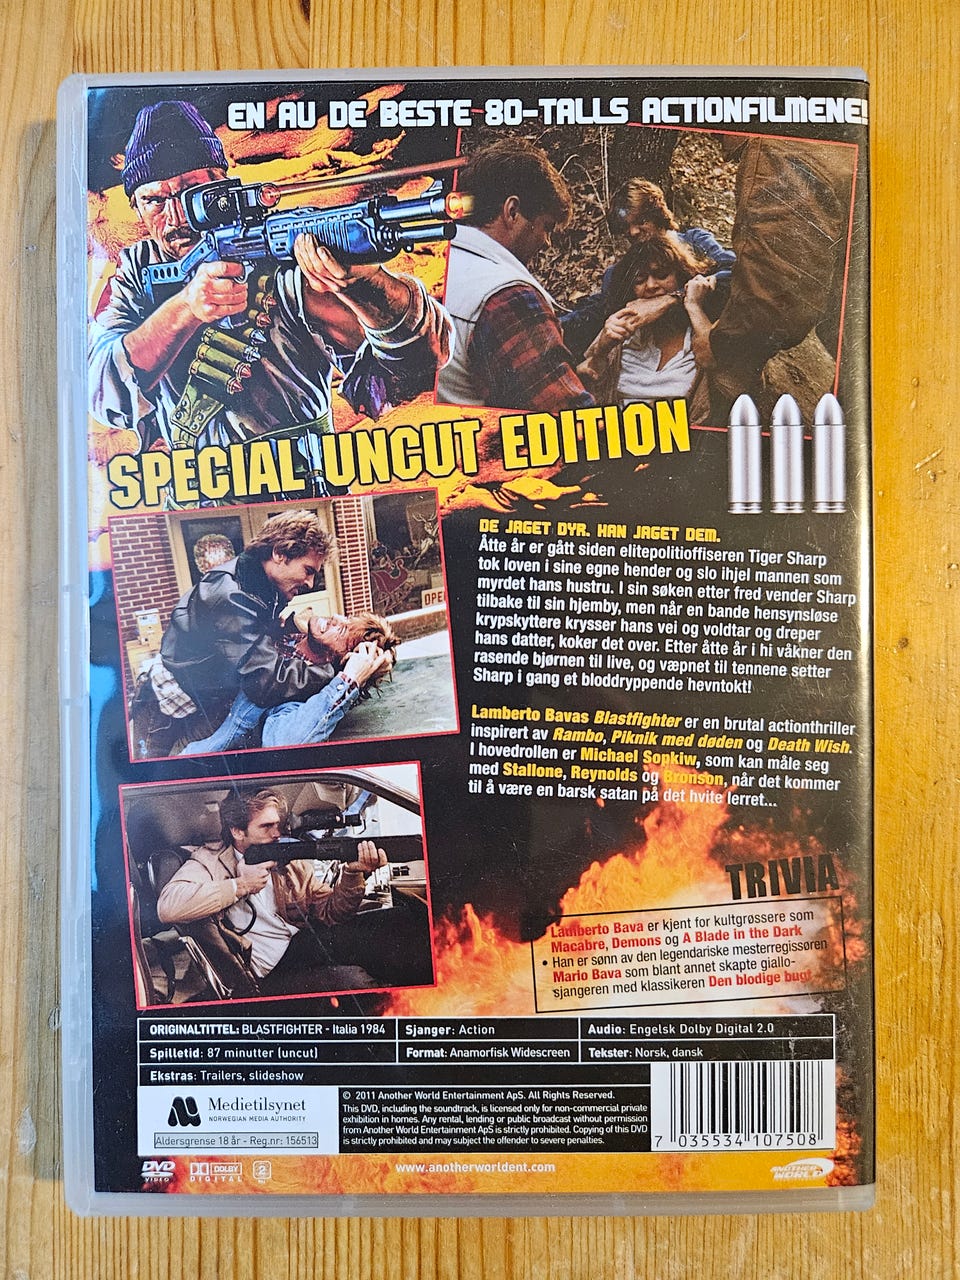 EN AV DE BESTE 80-TALLS ACTIONFILMENE!
SPECIAL UNCUT EDITION
OPE
DE JAGET DYR. HAN JAGET DEM.
Åtte år er gått siden elitepolitioffiseren Tiger Sharp
tok loven i sine egne hender og slo ihjel mannen som
myrdet hans hustru. I sin søken etter fred vender Sharp
tilbake til sin hjemby, men når en bande hensynsløse
krypskyttere krysser hans vei og voldtar og dreper
hans datter, koker det over. Etter åtte år i hi våkner den
rasende bjørnen til live, og væpnet til tennene setter
Sharp i gang et bloddryppende hevntokt!
Lamberto Bavas Blastfighter er en brutal actionthriller
inspirert av Rambo, Piknik med døden og Death Wish.
I hovedrollen er Michael Sopkiw, som kan måle seg
med Stallone, Reynolds og Bronson, når det kommer
til å være en barsk satan på det hvite lerret...
TRIVIA
Lamberto Bava er kjent for kultgrøssere som
Macabre, Demons og A Blade in the Dark
• Han er sønn av den legendariske mesterregissøren
Mario Bava som blant annet skapte giallo-
sjangeren med klassikeren Den blodige bugt
ORIGINALTITTEL: BLASTFIGHTER - Italia 1984
Sjanger: Action
Audio: Engelsk Dolby Digital 2.0
Spilletid: 87 minutter (uncut)
Format: Anamorfisk Widescreen
Tekster: Norsk, dansk
Ekstras: Trailers, slideshow
Medietilsynet
NORWEGIAN MEDIA AUTHORITY
Aldersgrense 18 år - Reg.nr: 156513
© 2011 Another World Entertainment ApS. All Rights Reserved.
This DVD, including the soundtrack, is licensed only for non-commercial private
exhibition in homes. Any rental, lending or public broadcast without permission
from Another World Entertainment ApS is strictly prohibited. Copying of this DVD
is strictly prohibited and may subject the offender to severe penalties.
7 035534 107508
DVD
VIDEO
DOLBY
DIGITAL
2
www.anotherworldent.com
ANOTHER
WORLD